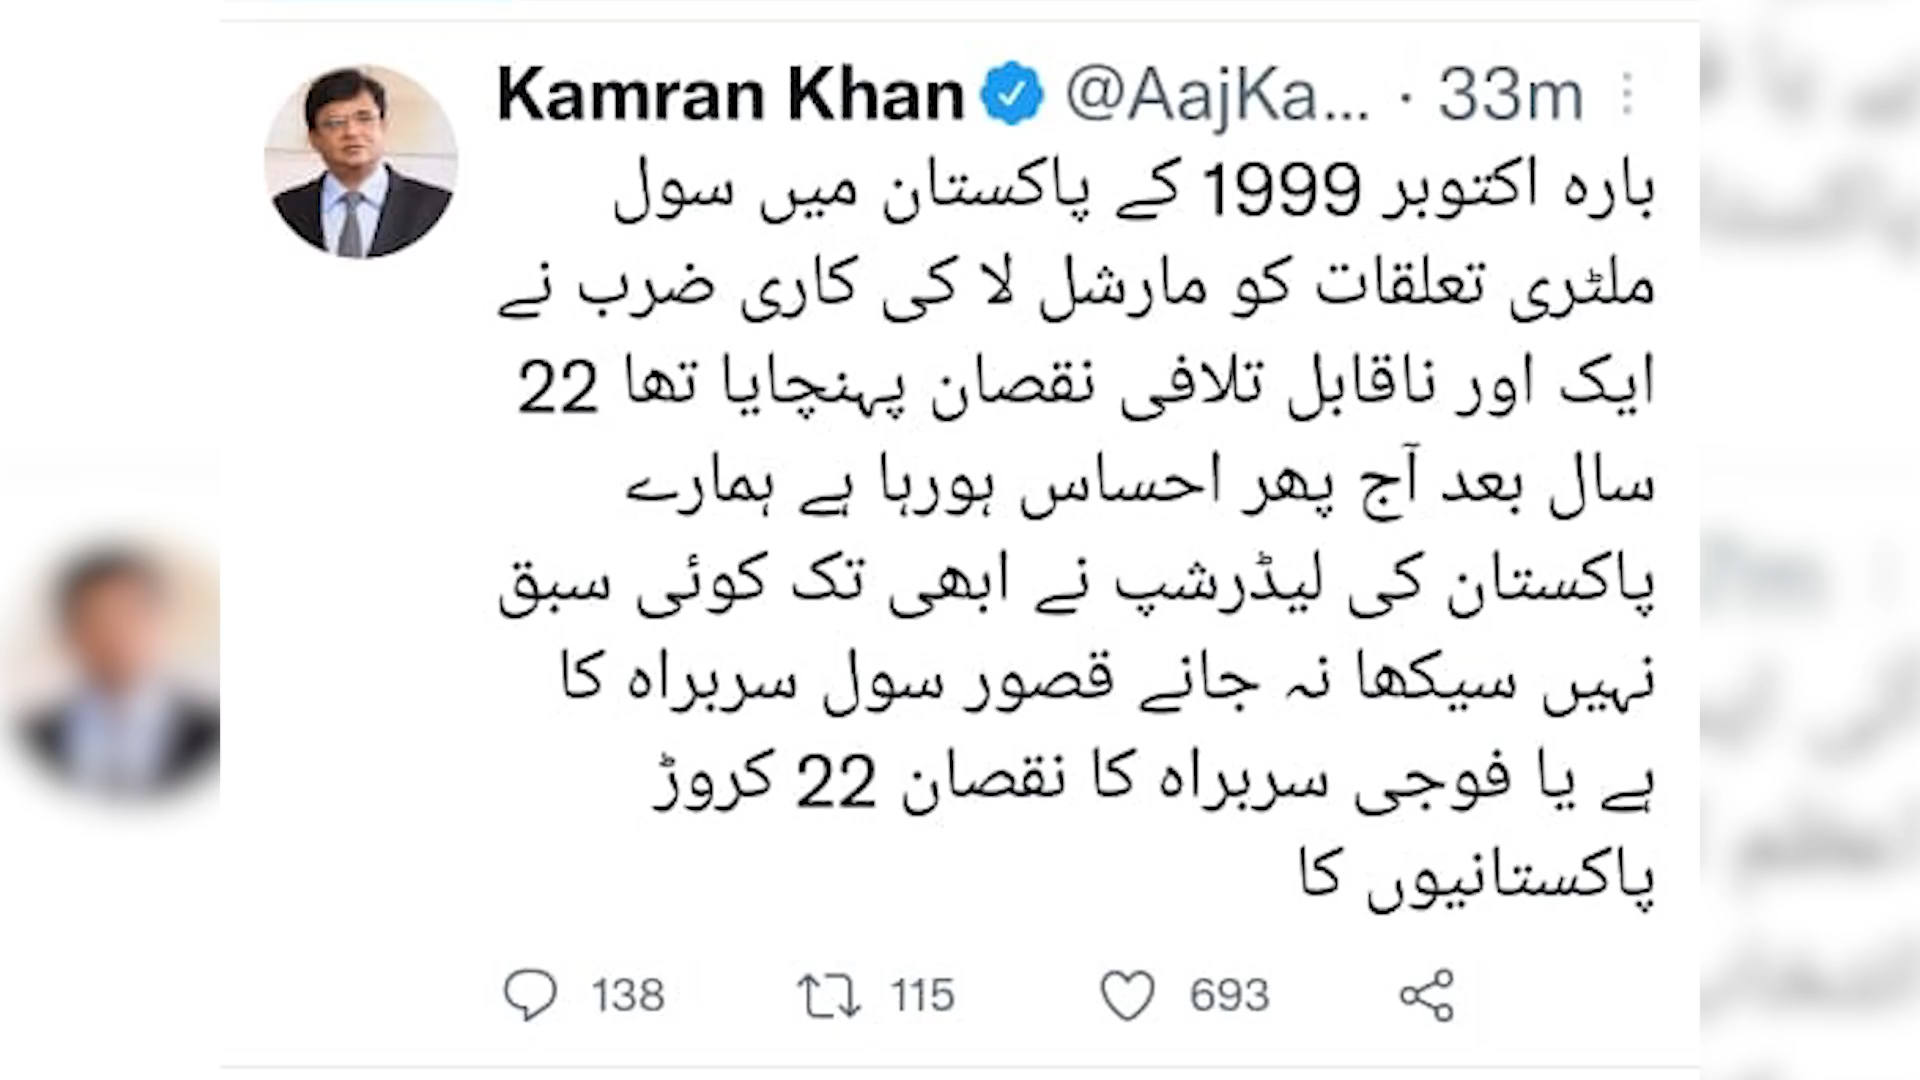 Kamran Khan @AajKa... · 33m
بارہ اکتوبر 1999 کے پاکستان میں سول
ملٹری تعلقات کو مارشل لا کی کاری ضرب نے
ایک اور ناقابل تلافی نقصان پہنچایا تھا 22
سال بعد آج پھر احساس ہورہا ہے ہمارے
پاکستان کی لیڈرشپ نے ابھی تک کوئی سبق
نہیں سیکھا نہ جانے قصور سول سربراہ کا
ہے یا فوجی سربراہ کا نقصان 22 کروڑ
پاکستانیوں کا
138 115 693